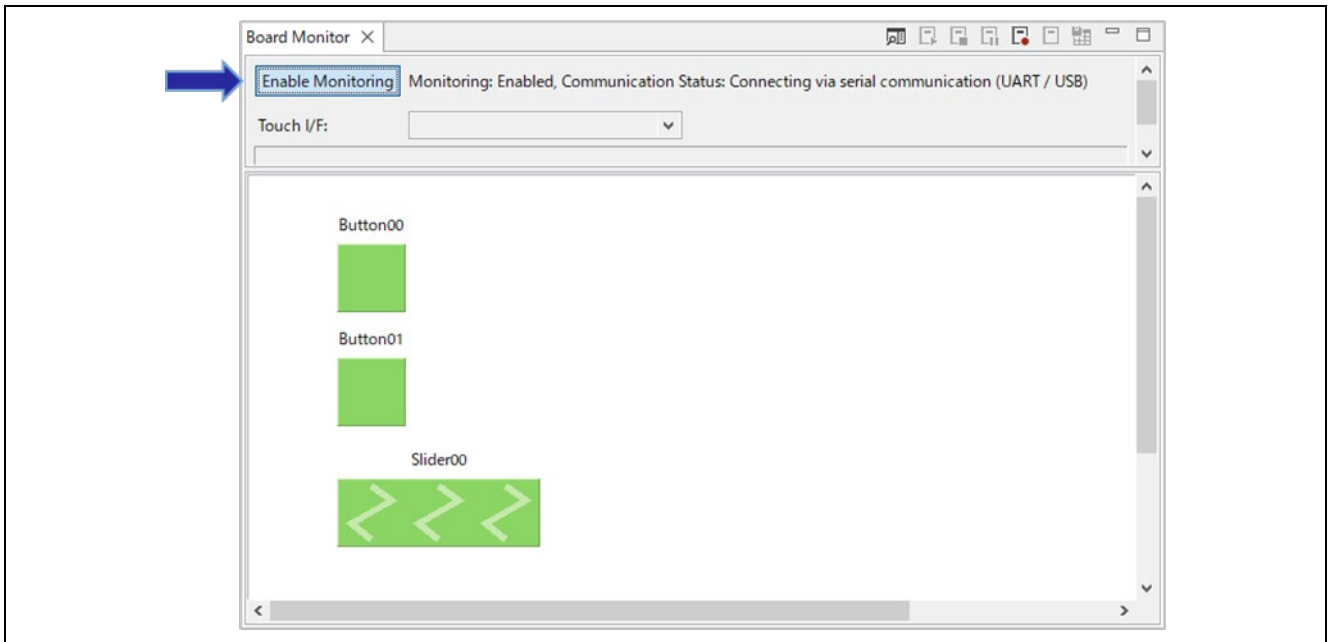 Board Monitor
Enable Monitoring Monitoring: Enabled, Communication Status: Connecting via serial communication (UART / USB)
Touch I/F:
Button00
Button01
Slider00